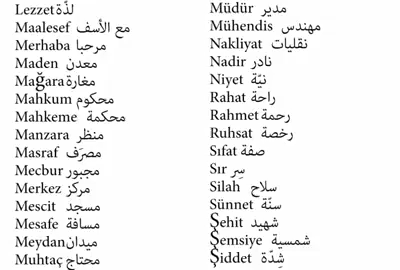 Lezzet لذّة
Maalesef مع الأسف
Merhaba مرحبا
Maden معدن
Mağara مغارة
Mahkum محكوم
Mahkeme محكمة
Manzara منظر
Masraf مصرَف
Mecbur مجبور
Merkez مركز
Mescit مسجد
Mesafe مسافة
Meydan ميدان
Muhtaç محتاج
Müdür مدير
Mühendis مهندس
Nakliyat نقليات
Nadir نادر
Niyet نيّة
Rahat راحة
Rahmet رحمة
Ruhsat رخصة
Sıfat صفة
Sır سِر
Silah سلاح
Sünnet سنّة
Şehit شهيد
Şemsiye شمسية
Şiddet شِدّة